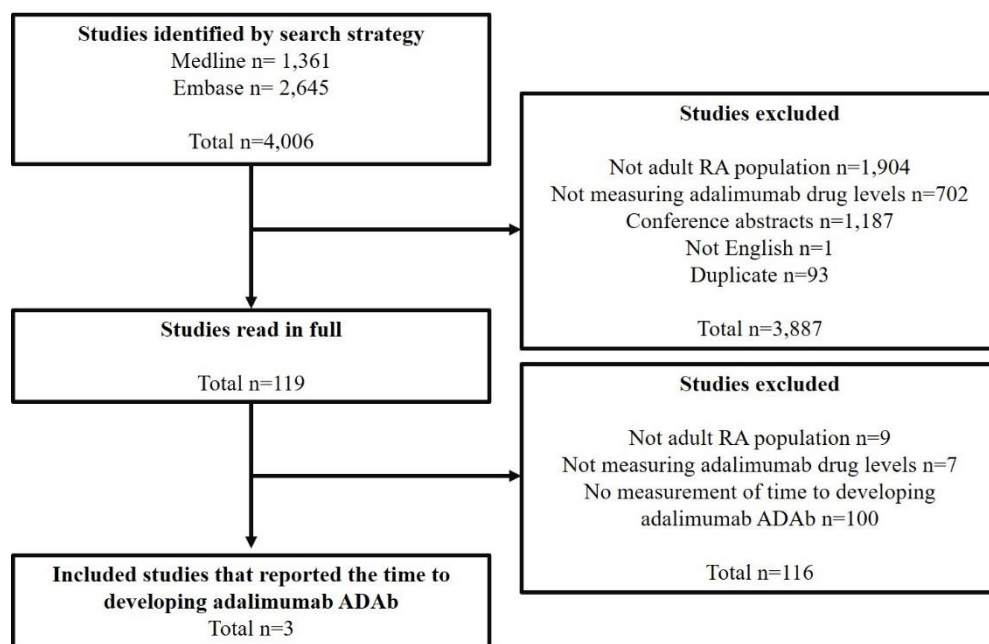 Studies identified by search strategy
Medline n= 1,361
Embase n= 2,645
Total n=4,006
Studies excluded
Not adult RA population n=1,904
Not measuring adalimumab drug levels n=702
Conference abstracts n=1,187
Not English n=1
Duplicate n=93
Total n=3,887
Studies read in full
Total n=119
Studies excluded
Not adult RA population n=9
Not measuring adalimumab drug levels n=7
No measurement of time to developing
adalimumab ADAb n=100
Total n=116
Included studies that reported the time to
developing adalimumab ADAb
Total n=3